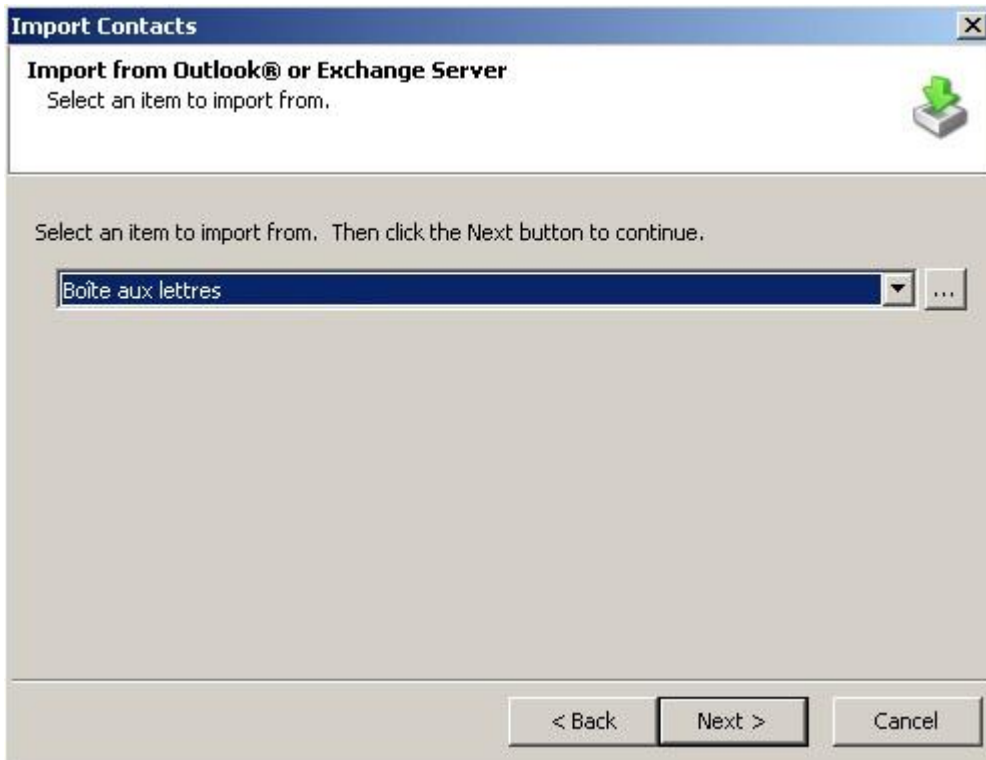 Import Contacts
Import from Outlook® or Exchange Server
Select an item to import from.
Select an item to import from. Then click the Next button to continue.
Boîte aux lettres
...
< Back Next > Cancel